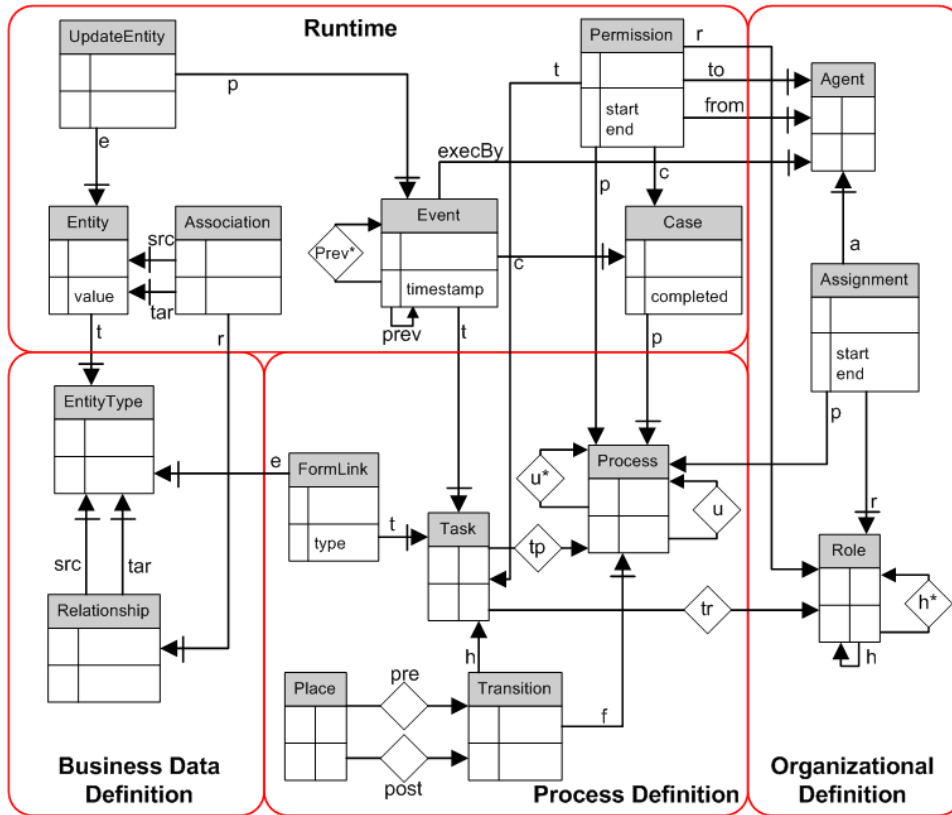 Runtime
UpdateEntity
p
e
Permission
start
end
r
t
to
from
Agent
execBy
p
c
Entity
value
Association
src
tar
Event
timestamp
Prev*
prev
c
Case
completed
a
Assignment
start
end
t
r
t
p
p
EntityType
e
FormLink
type
t
Task
u*
Process
u
tp
r
Role
h*
h
tr
src
tar
Relationship
h
pre
Place
Transition
f
post
Business Data
Definition
Process Definition
Organizational
Definition